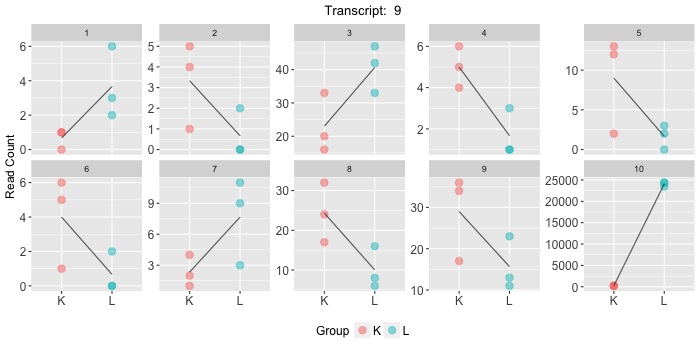 Transcript: 9
1 2 3 4 5
6 5 40 6 10
4 4 30 4 5
2 3 20 2 0
0 2
1
0
Read Count
6 7 8 9 10
6 9 30 30 25000
4 6 20 20 20000
2 3 10 10 15000
0 10000
5000
0
K L K L K L K L K L
Group K L